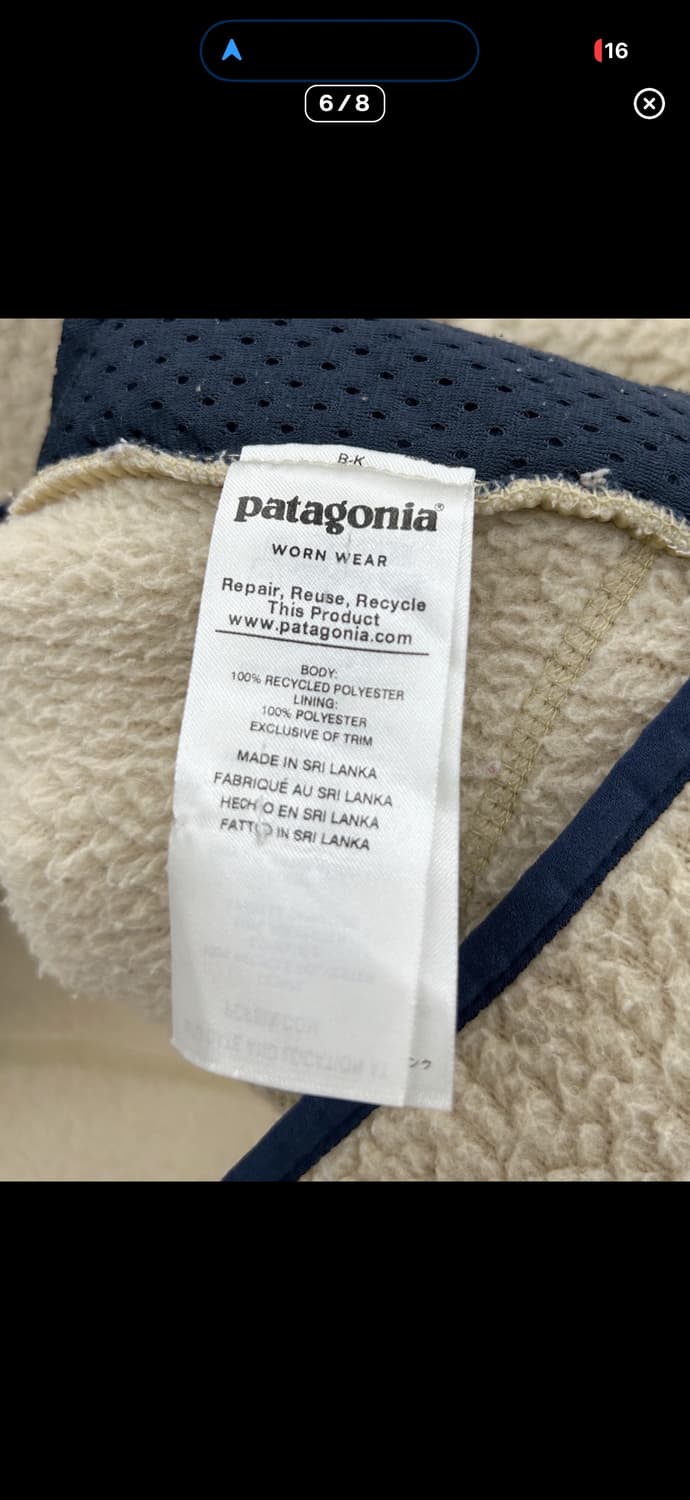 16
6/8
B-K
patagonia®
WORN WEAR
Repair, Reuse, Recycle
This Product
www.patagonia.com
BODY:
100% RECYCLED POLYESTER
LINING:
100% POLYESTER
EXCLUSIVE OF TRIM
MADE IN SRI LANKA
FABRIQUÉ AU SRI LANKA
HECHO EN SRI LANKA
FATTO IN SRI LANKA
ンク